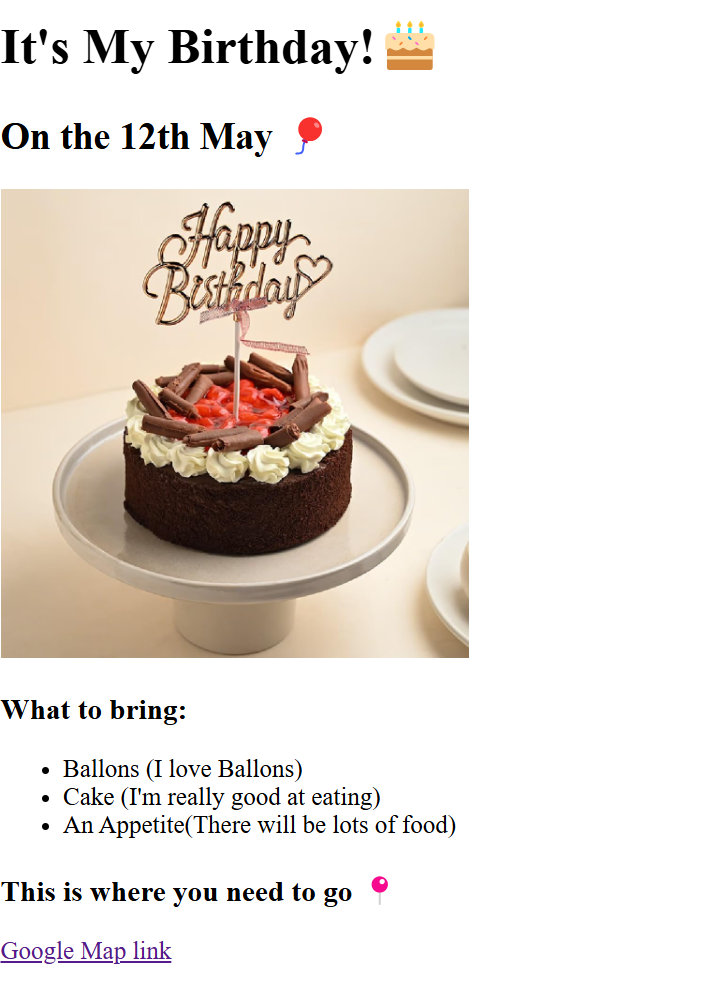 It's My Birthday! 🎂
On the 12th May 🎈
Happy
Birthday
What to bring:
• Ballons (I love Ballons)
• Cake (I'm really good at eating)
• An Appetite(There will be lots of food)
This is where you need to go 📍
Google Map link